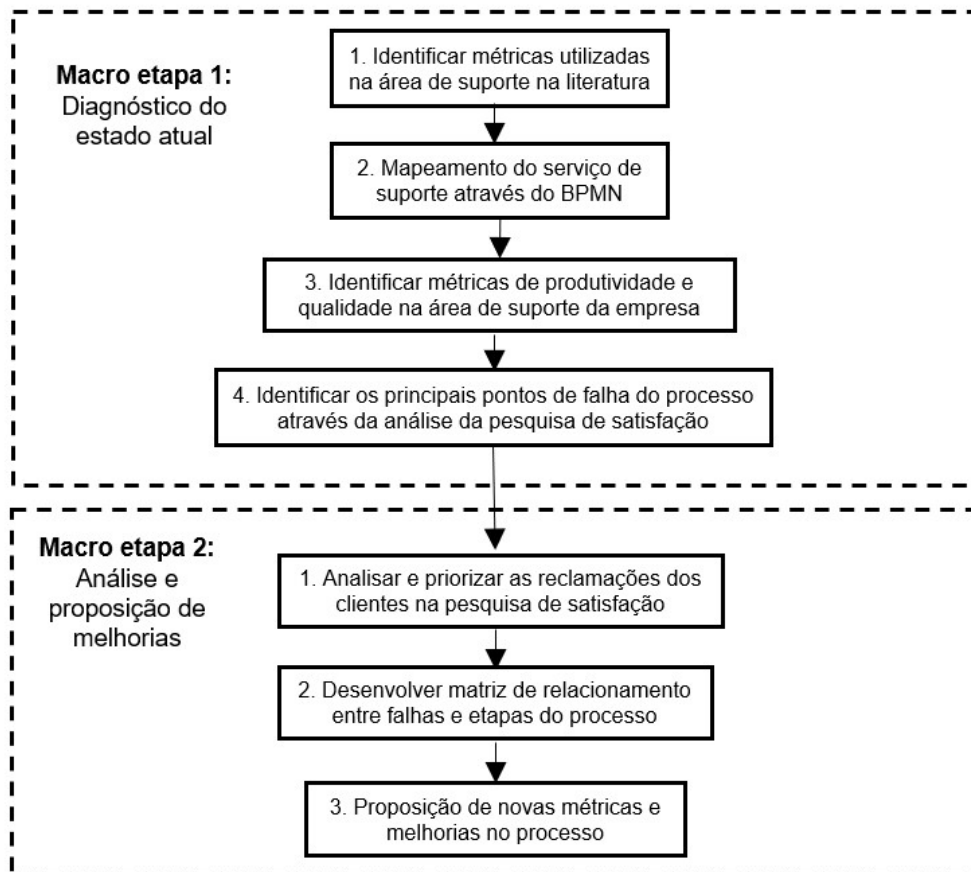 Macro etapa 1:
Diagnóstico do
estado atual
1. Identificar métricas utilizadas
na área de suporte na literatura
2. Mapeamento do serviço de
suporte através do BPMN
3. Identificar métricas de produtividade e
qualidade na área de suporte da empresa
4. Identificar os principais pontos de falha do processo
através da análise da pesquisa de satisfação
Macro etapa 2:
Análise e
proposição de
melhorias
1. Analisar e priorizar as reclamações dos
clientes na pesquisa de satisfação
2. Desenvolver matriz de relacionamento
entre falhas e etapas do processo
3. Proposição de novas métricas e
melhorias no processo